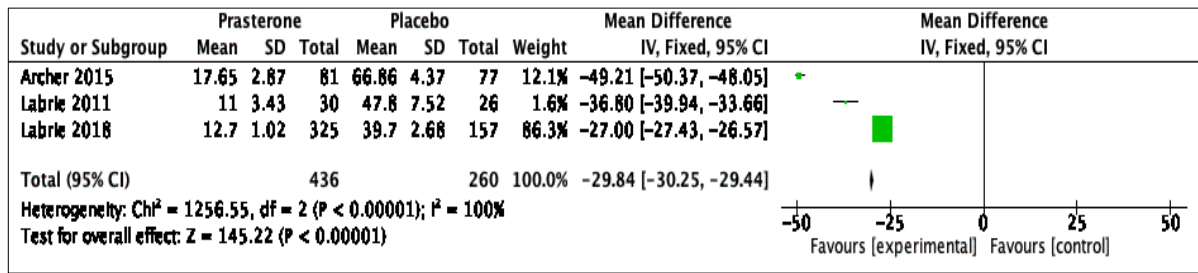 Prasterone Placebo Mean Difference Mean Difference
Study or Subgroup Mean SD Total Mean SD Total Weight IV, Fixed, 95% CI IV, Fixed, 95% CI
Archer 2015 17.65 2.87 81 66.86 4.37 77 12.1% −49.21 [−50.37, −48.05]
Labrie 2011 11 3.43 30 47.8 7.52 26 1.6% −36.80 [−39.94, −33.66]
Labrie 2018 12.7 1.02 325 39.7 2.68 157 86.3% −27.00 [−27.43, −26.57]
Total (95% CI) 436 260 100.0% −29.84 [−30.25, −29.44]
Heterogeneity: Chi² = 1256.55, df = 2 (P < 0.00001); I² = 100%
Test for overall effect: Z = 145.22 (P < 0.00001)
−50 −25 0 25 50
Favours [experimental] Favours [control]